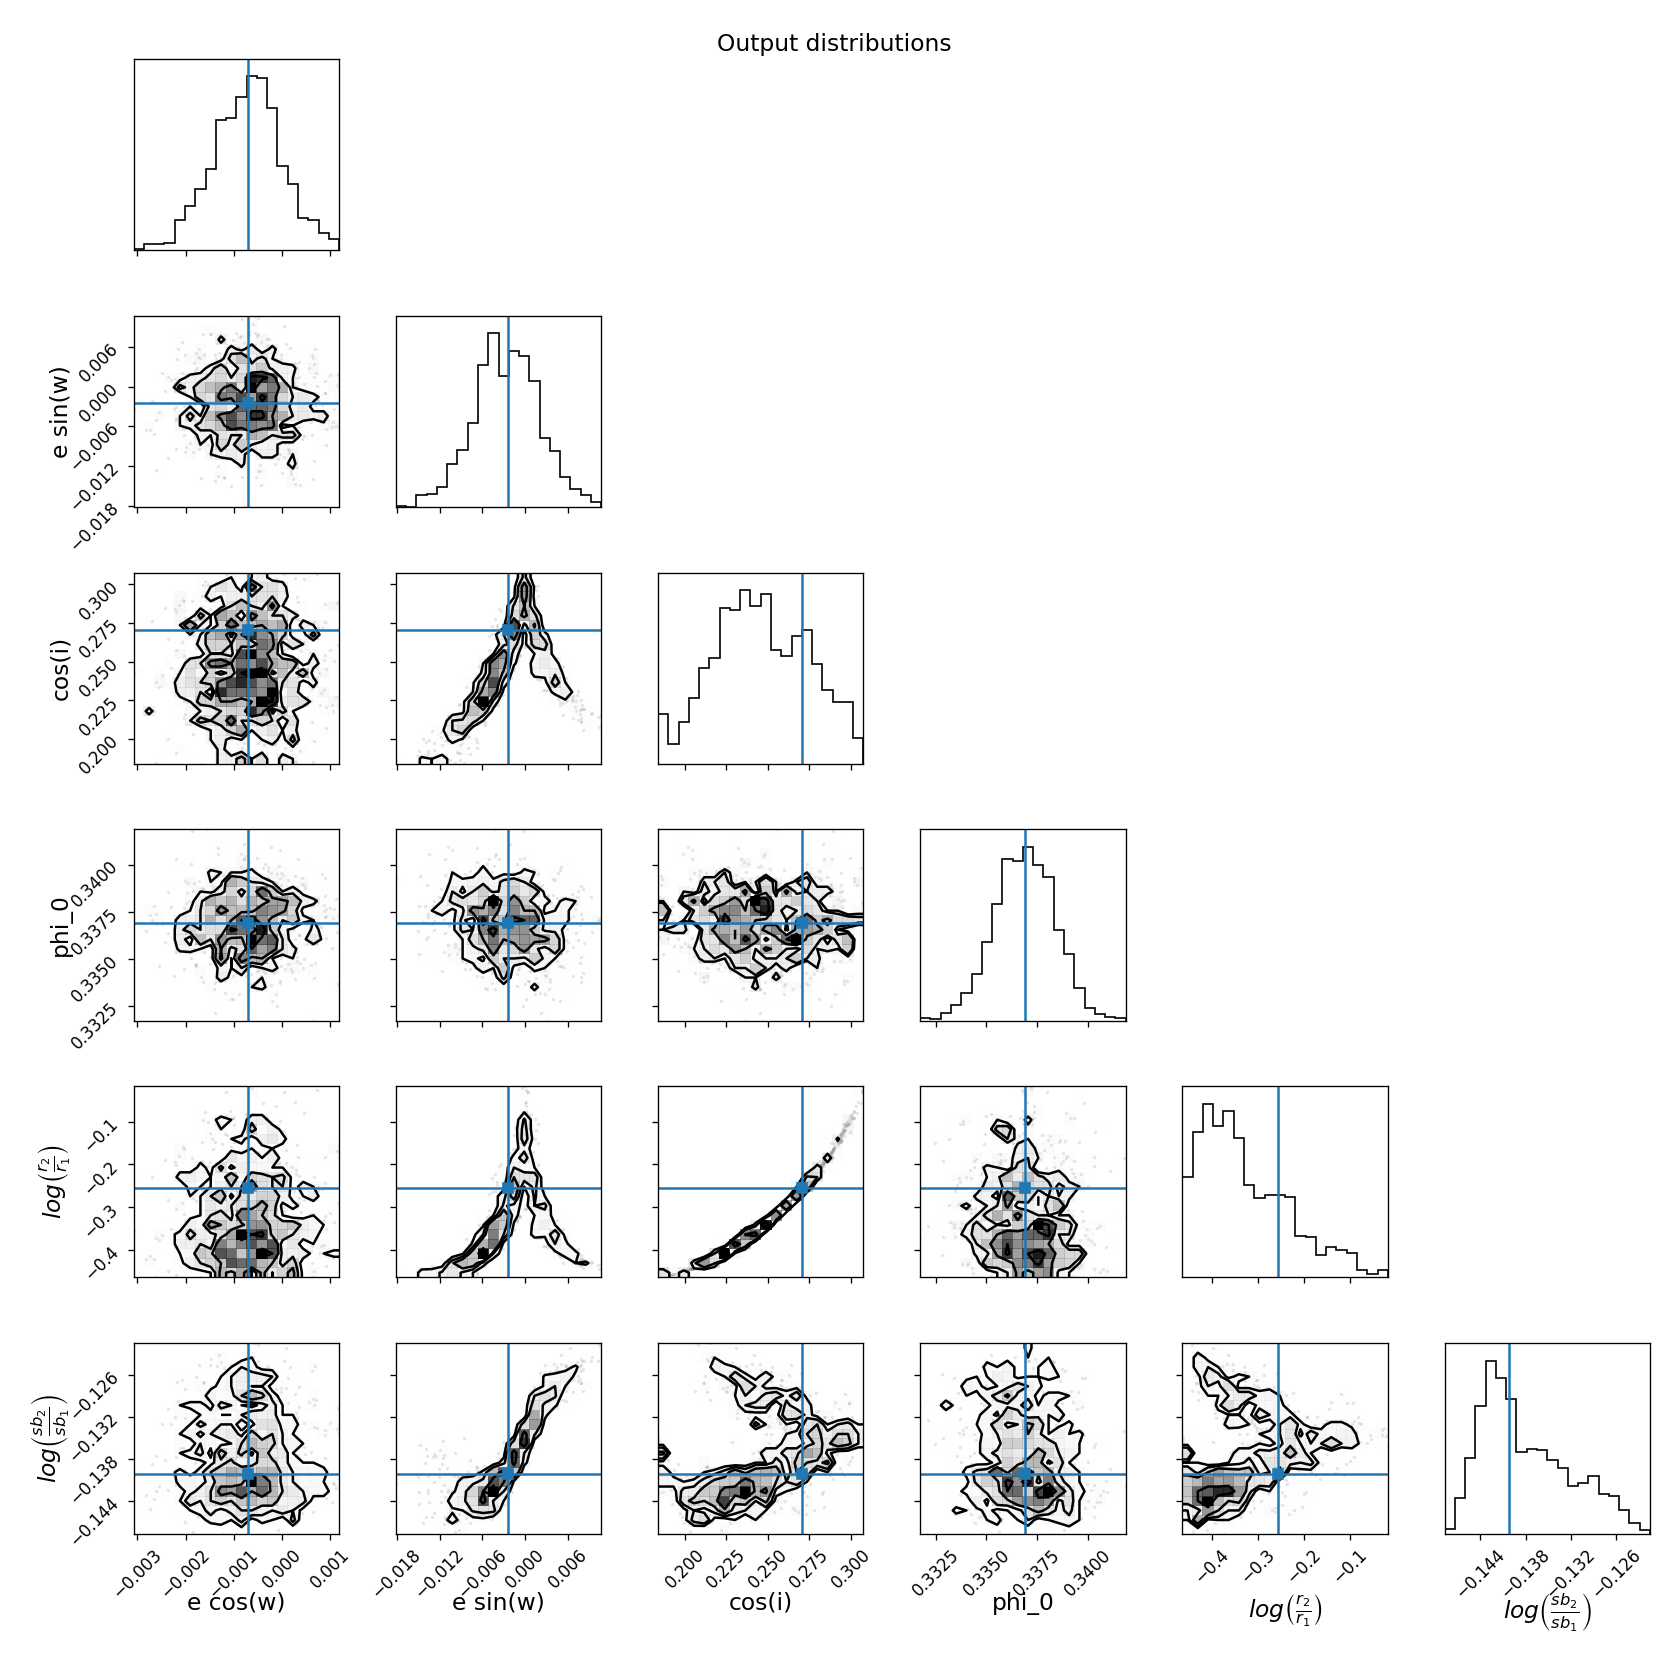 Output distributions
e sin(w)
0.006
0.000
−0.006
−0.012
−0.018
cos(i)
0.300
0.275
0.250
0.225
0.200
phi_0
0.3400
0.3375
0.3350
0.3325
log(r₂/r₁)
−0.1
−0.2
−0.3
−0.4
log(sb₂/sb₁)
−0.126
−0.132
−0.138
−0.144
−0.003 −0.002 −0.001 0.000 0.001
−0.018 −0.012 −0.006 0.000 0.006
0.200 0.225 0.250 0.275 0.300
0.3325 0.3350 0.3375 0.3400
−0.4 −0.3 −0.2 −0.1
−0.144 −0.138 −0.132 −0.126
e cos(w)
e sin(w)
cos(i)
phi_0
log(r₂/r₁)
log(sb₂/sb₁)